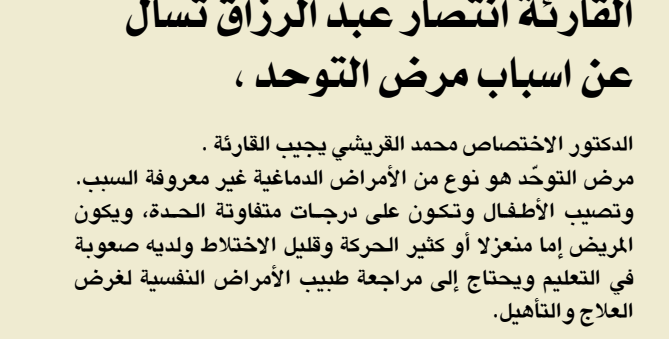 القارئة انتصار عبد الرزاق تسأل
عن اسباب مرض التوحد ،
الدكتور الاختصاص محمد القريشي يجيب القارئة .
مرض التوحّد هو نوع من الأمراض الدماغية غير معروفة السبب.
وتصيب الأطفال وتكون على درجات متفاوتة الحدة، ويكون
المريض إما منعزلا أو كثير الحركة وقليل الاختلاط ولديه صعوبة
في التعليم ويحتاج إلى مراجعة طبيب الأمراض النفسية لغرض
العلاج والتأهيل.